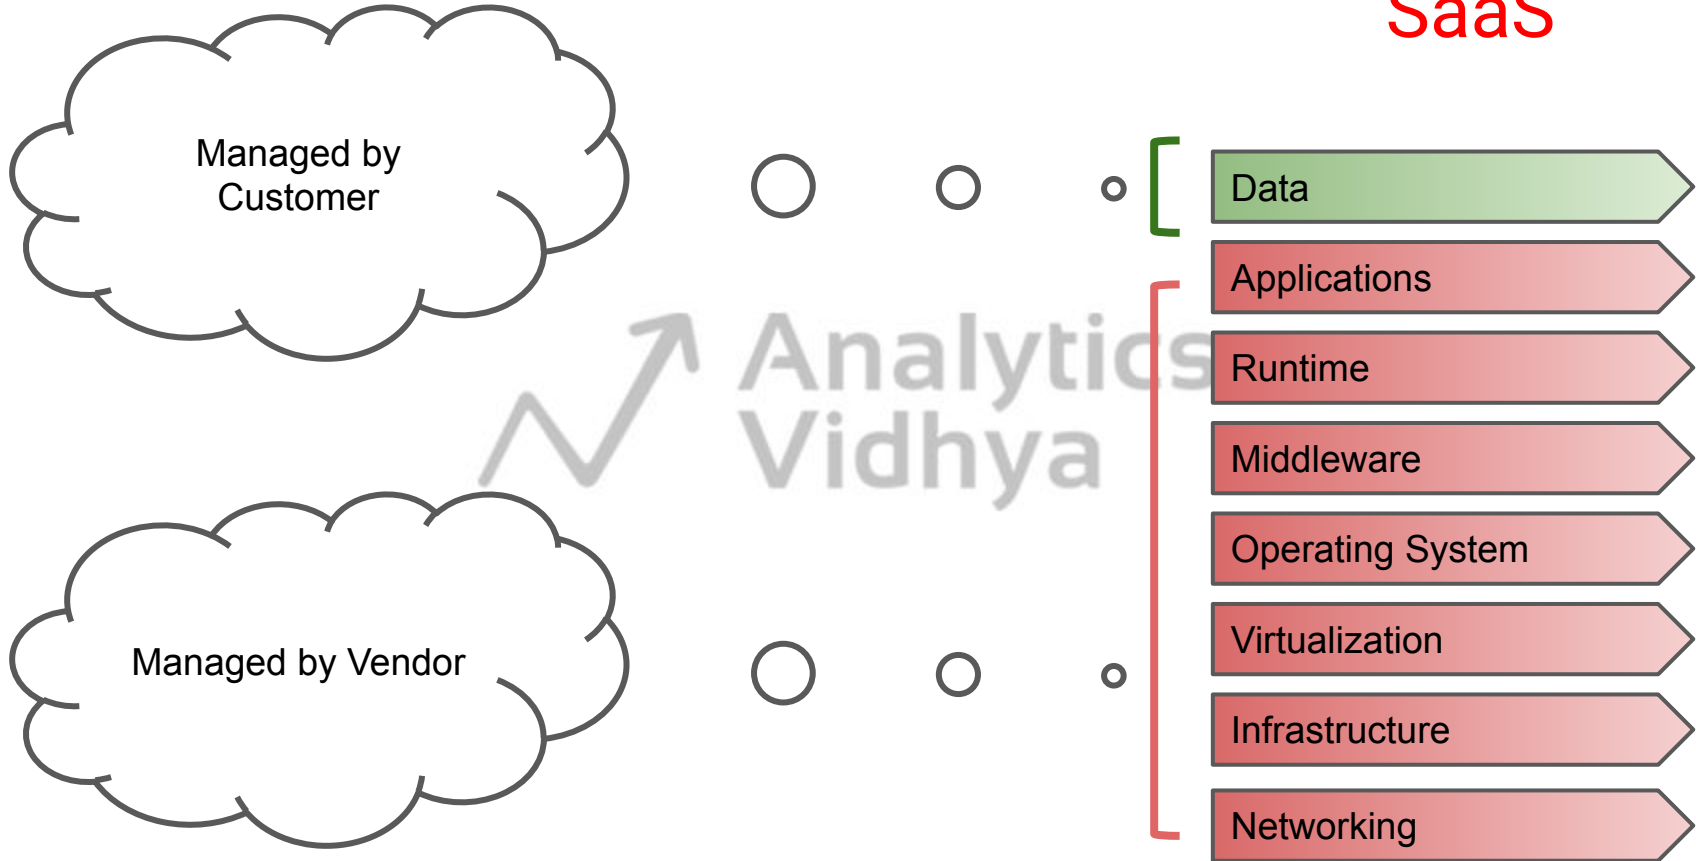 SaaS
Managed by
Customer
Data
Applications
Analytics
Vidhya
Runtime
Middleware
Operating System
Managed by Vendor
Virtualization
Infrastructure
Networking